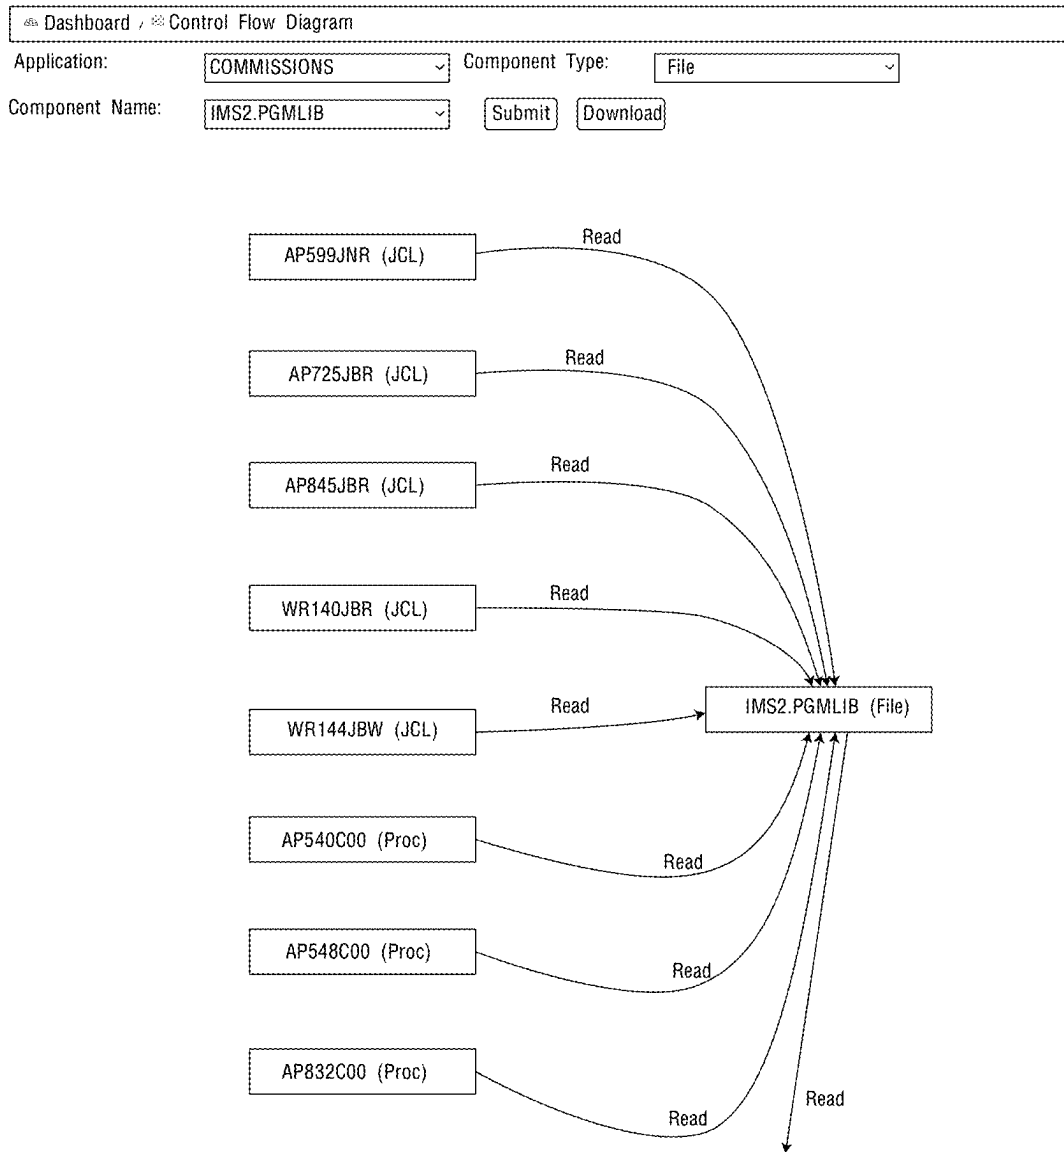 Dashboard / Control Flow Diagram
Application: COMMISSIONS Component Type: File
Component Name: IMS2.PGMLIB Submit Download
Read
AP599JNR (JCL)
Read
AP725JBR (JCL)
Read
AP845JBR (JCL)
Read
WR140JBR (JCL)
Read
IMS2.PGMLIB (File)
WR144JBW (JCL)
AP540C00 (Proc)
Read
AP548C00 (Proc)
Read
AP832C00 (Proc)
Read
Read